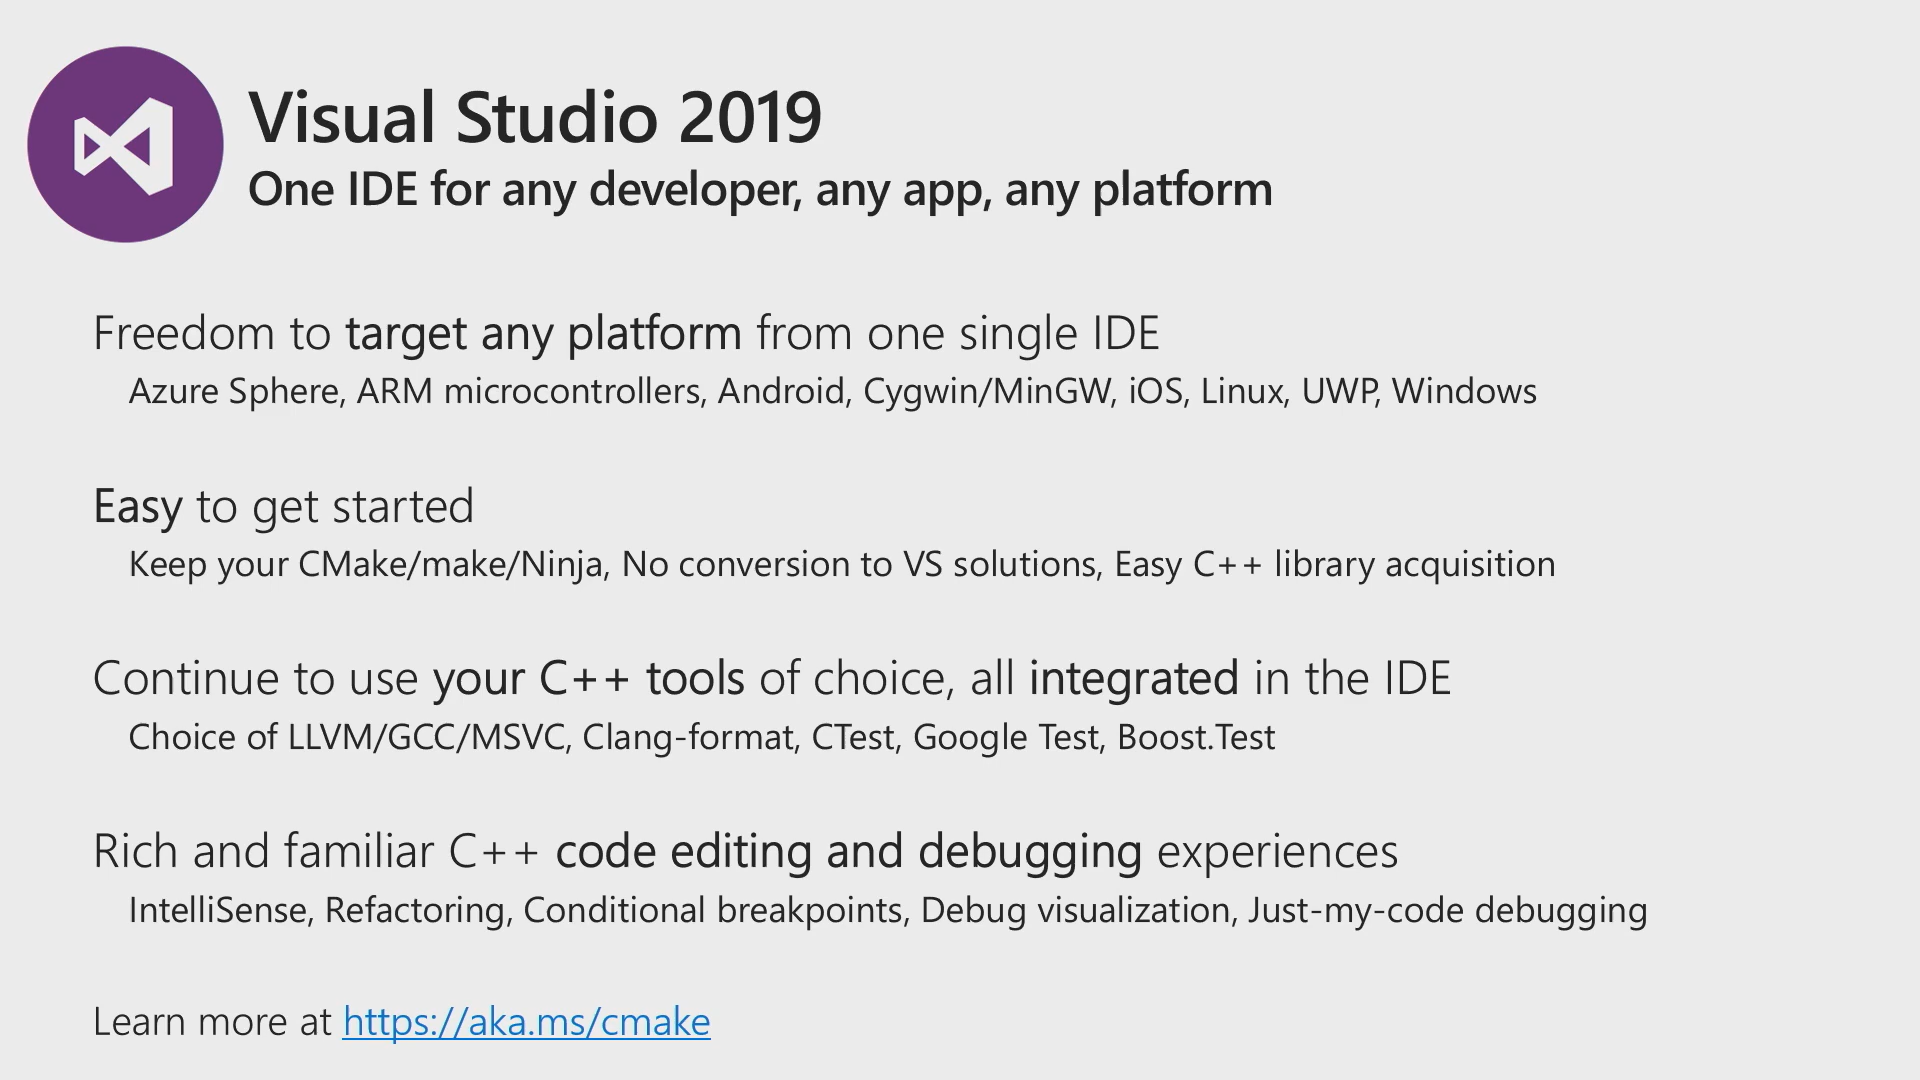 Visual Studio 2019
One IDE for any developer, any app, any platform
Freedom to target any platform from one single IDE
Azure Sphere, ARM microcontrollers, Android, Cygwin/MinGW, iOS, Linux, UWP, Windows
Easy to get started
Keep your CMake/make/Ninja, No conversion to VS solutions, Easy C++ library acquisition
Continue to use your C++ tools of choice, all integrated in the IDE
Choice of LLVM/GCC/MSVC, Clang-format, CTest, Google Test, Boost.Test
Rich and familiar C++ code editing and debugging experiences
IntelliSense, Refactoring, Conditional breakpoints, Debug visualization, Just-my-code debugging
Learn more at https://aka.ms/cmake